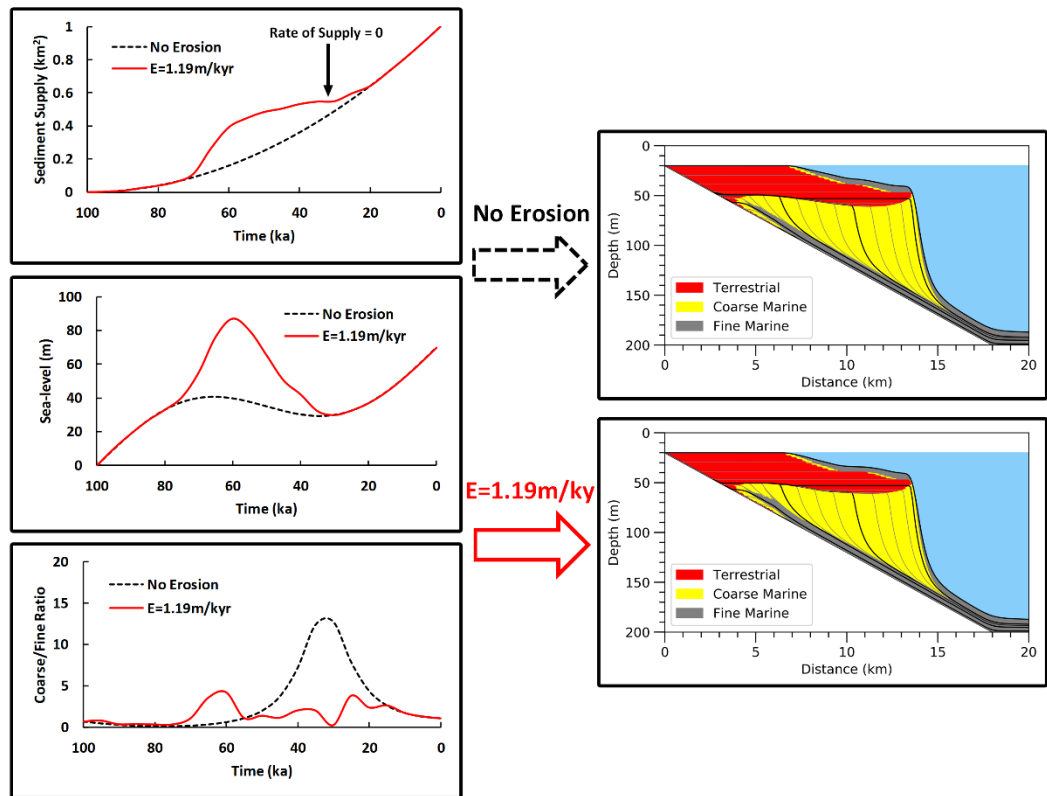 Rate of Supply = 0
No Erosion
E=1.19m/kyr
Sediment Supply (km²)
1
0.8
0.6
0.4
0.2
0
100
80
60
40
20
0
Time (ka)
No Erosion
E=1.19m/kyr
Sea-level (m)
100
80
60
40
20
0
100
80
60
40
20
0
Time (ka)
No Erosion
E=1.19m/kyr
Coarse/Fine Ratio
20
15
10
5
0
100
80
60
40
20
0
Time (ka)
No Erosion
E=1.19m/ky
Depth (m)
0
50
100
150
200
Terrestrial
Coarse Marine
Fine Marine
0
5
10
15
20
Distance (km)
Depth (m)
0
50
100
150
200
Terrestrial
Coarse Marine
Fine Marine
0
5
10
15
20
Distance (km)